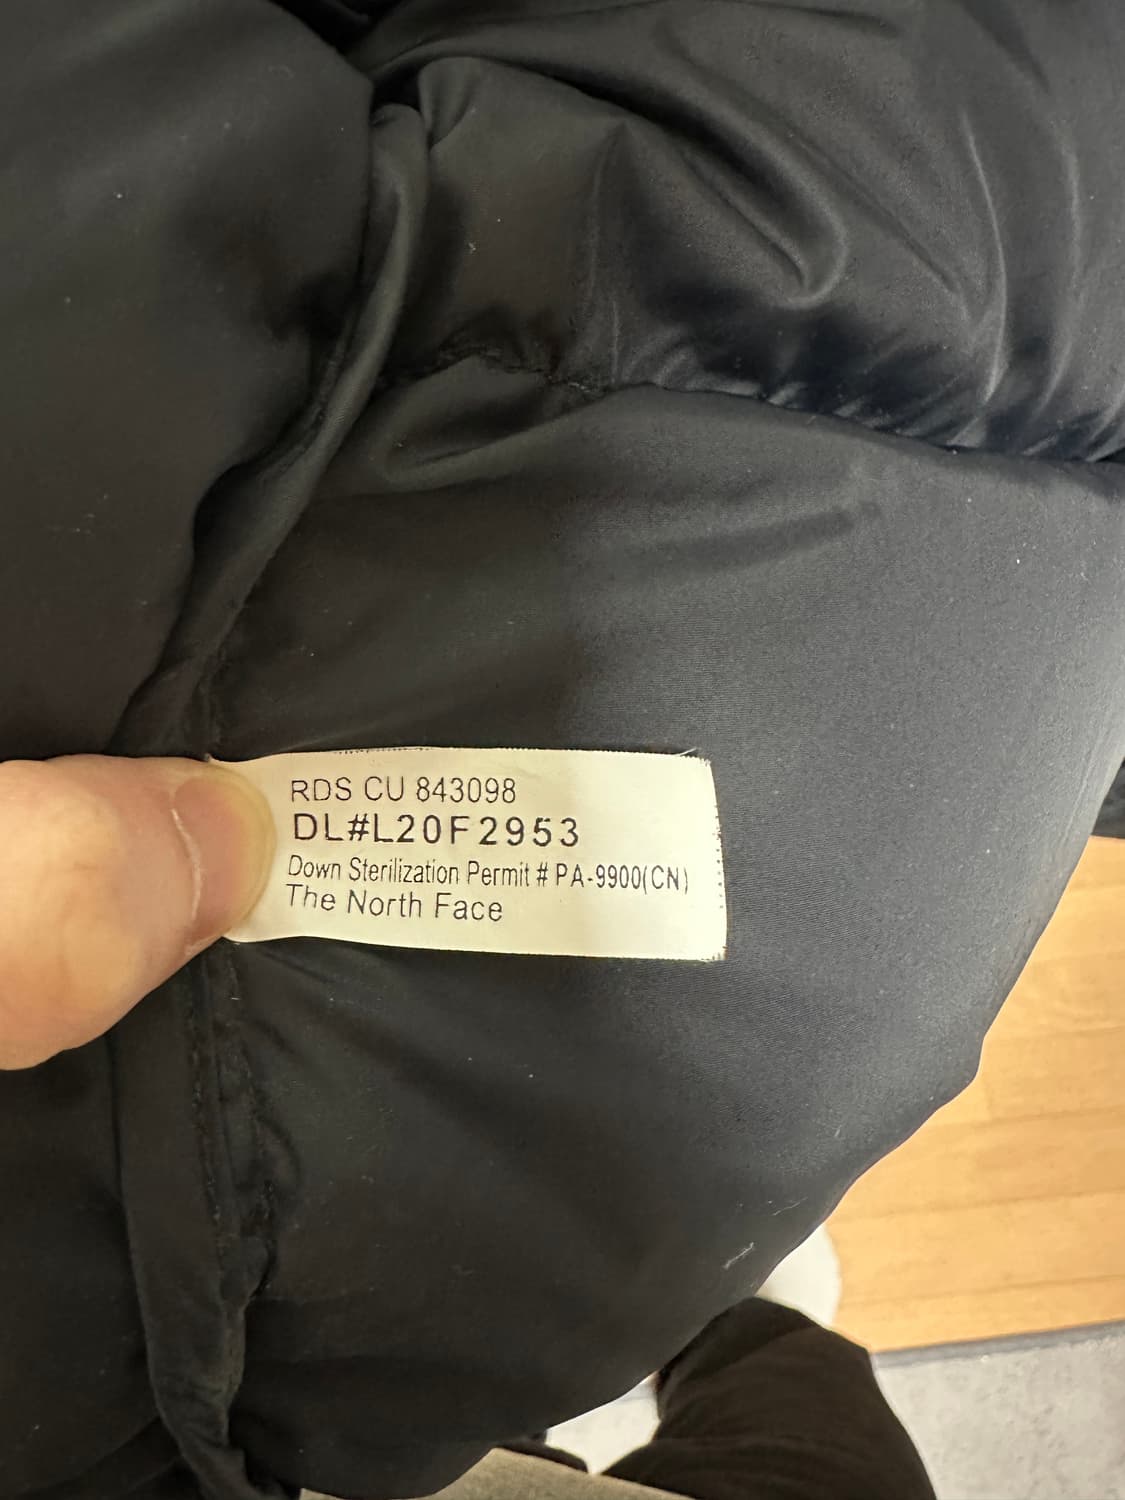 RDS CU 843098
DL#L20F2953
Down Sterilization Permit # PA-9900(CN)
The North Face